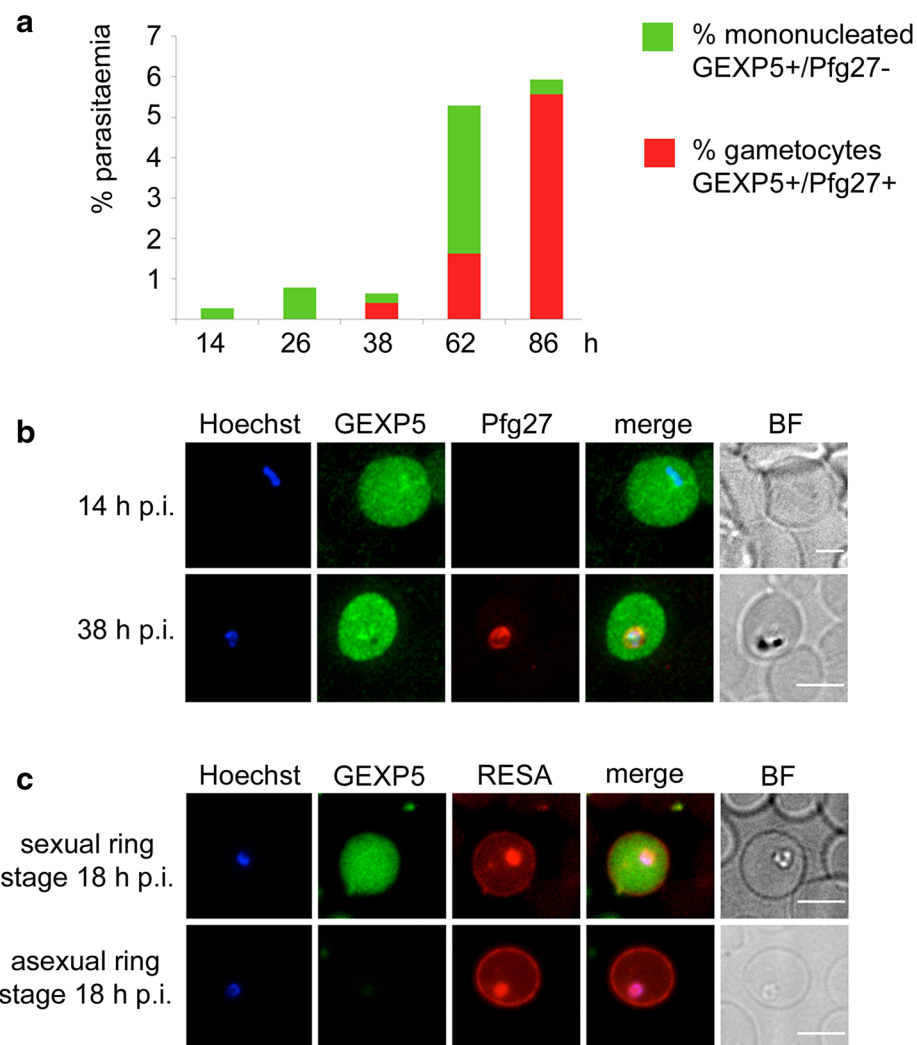 a
% parasitaemia
7
6
5
4
3
2
1
14 26 38 62 86 h
% mononucleated
GEXP5+/Pfg27-
% gametocytes
GEXP5+/Pfg27+
b
Hoechst GEXP5 Pfg27 merge BF
14 h p.i.
38 h p.i.
c
Hoechst GEXP5 RESA merge BF
sexual ring
stage 18 h p.i.
asexual ring
stage 18 h p.i.